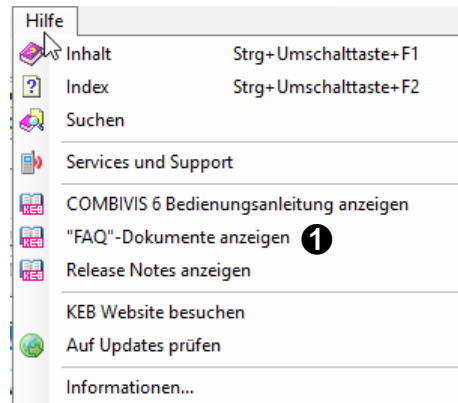 Hilfe
Inhalt Strg+Umschalttaste+F1
Index Strg+Umschalttaste+F2
Suchen
Services und Support
COMBIVIS 6 Bedienungsanleitung anzeigen
"FAQ"-Dokumente anzeigen 1
Release Notes anzeigen
KEB Website besuchen
Auf Updates prüfen
Informationen...